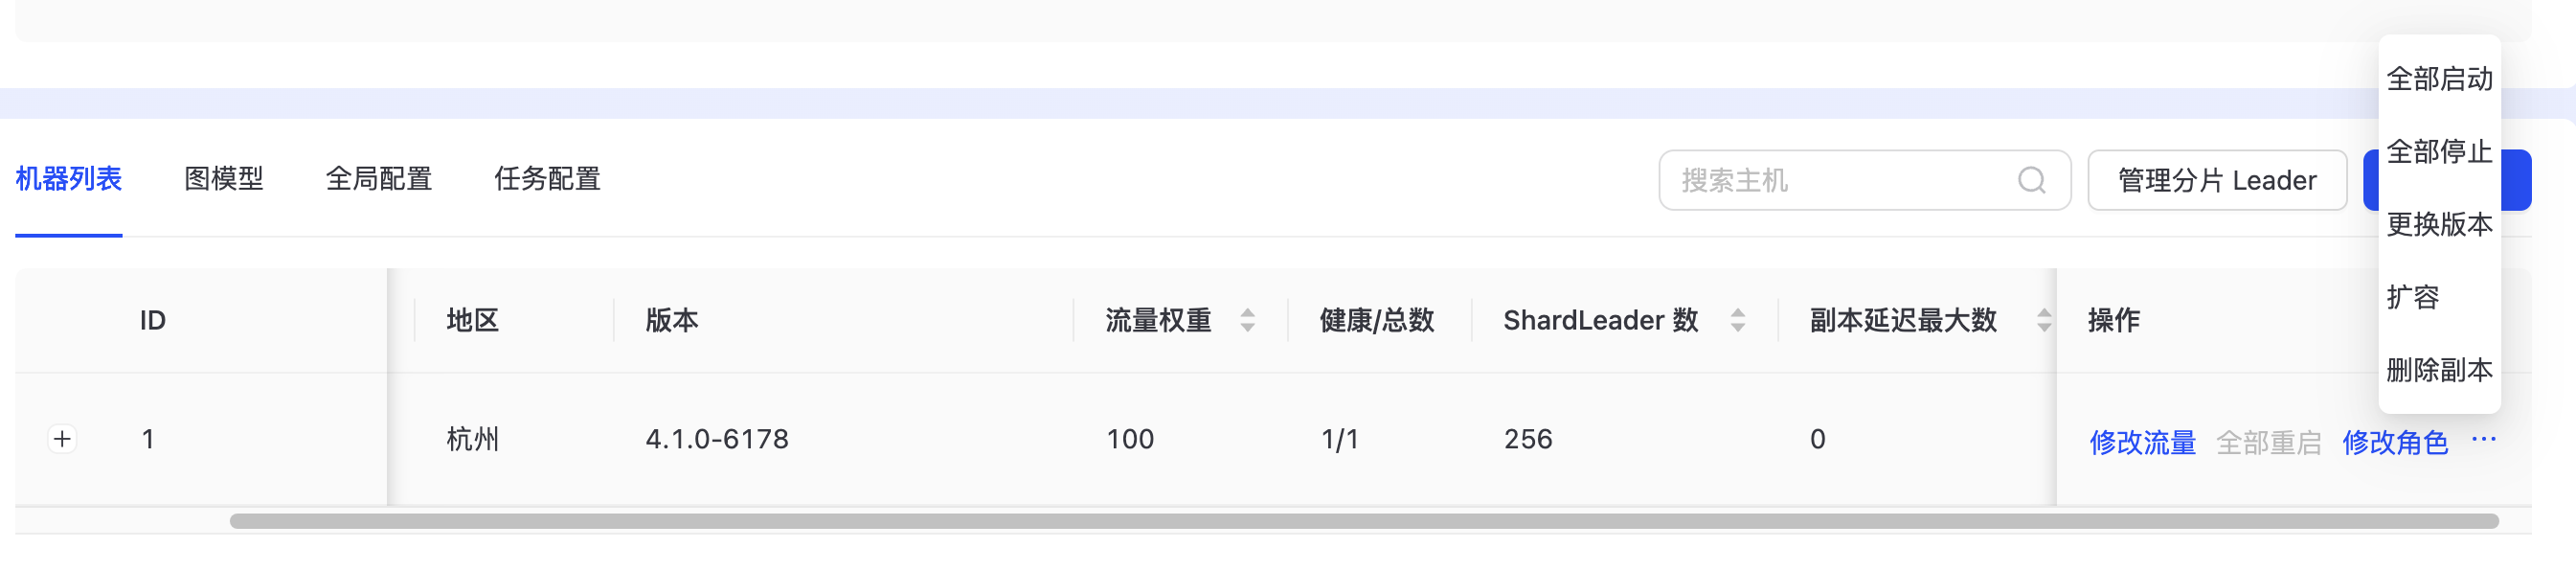 全部启动
全部停止
更换版本
扩容
删除副本
机器列表 图模型 全局配置 任务配置 搜索主机 管理分片 Leader
ID 地区 版本 流量权重 健康/总数 ShardLeader 数 副本延迟最大数 操作
1 杭州 4.1.0-6178 100 1/1 256 0 修改流量 全部重启 修改角色 ···